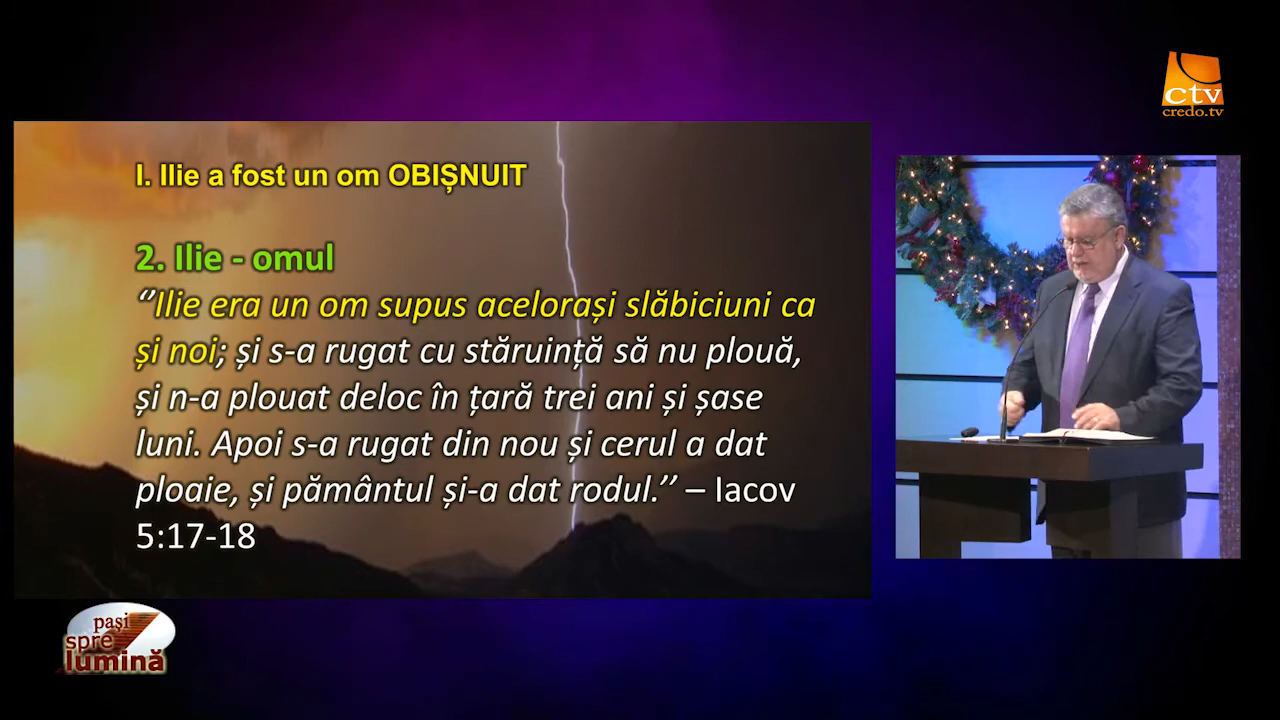 ctv
credo.tv
I. Ilie a fost un om OBIȘNUIT
2. Ilie - omul
‘’Ilie era un om supus acelorași slăbiciuni ca
și noi; și s-a rugat cu stăruință să nu plouă,
și n-a plouat deloc în țară trei ani și șase
luni. Apoi s-a rugat din nou și cerul a dat
ploaie, și pământul și-a dat rodul.’’ – Iacov
5:17-18
pași
spre
lumină